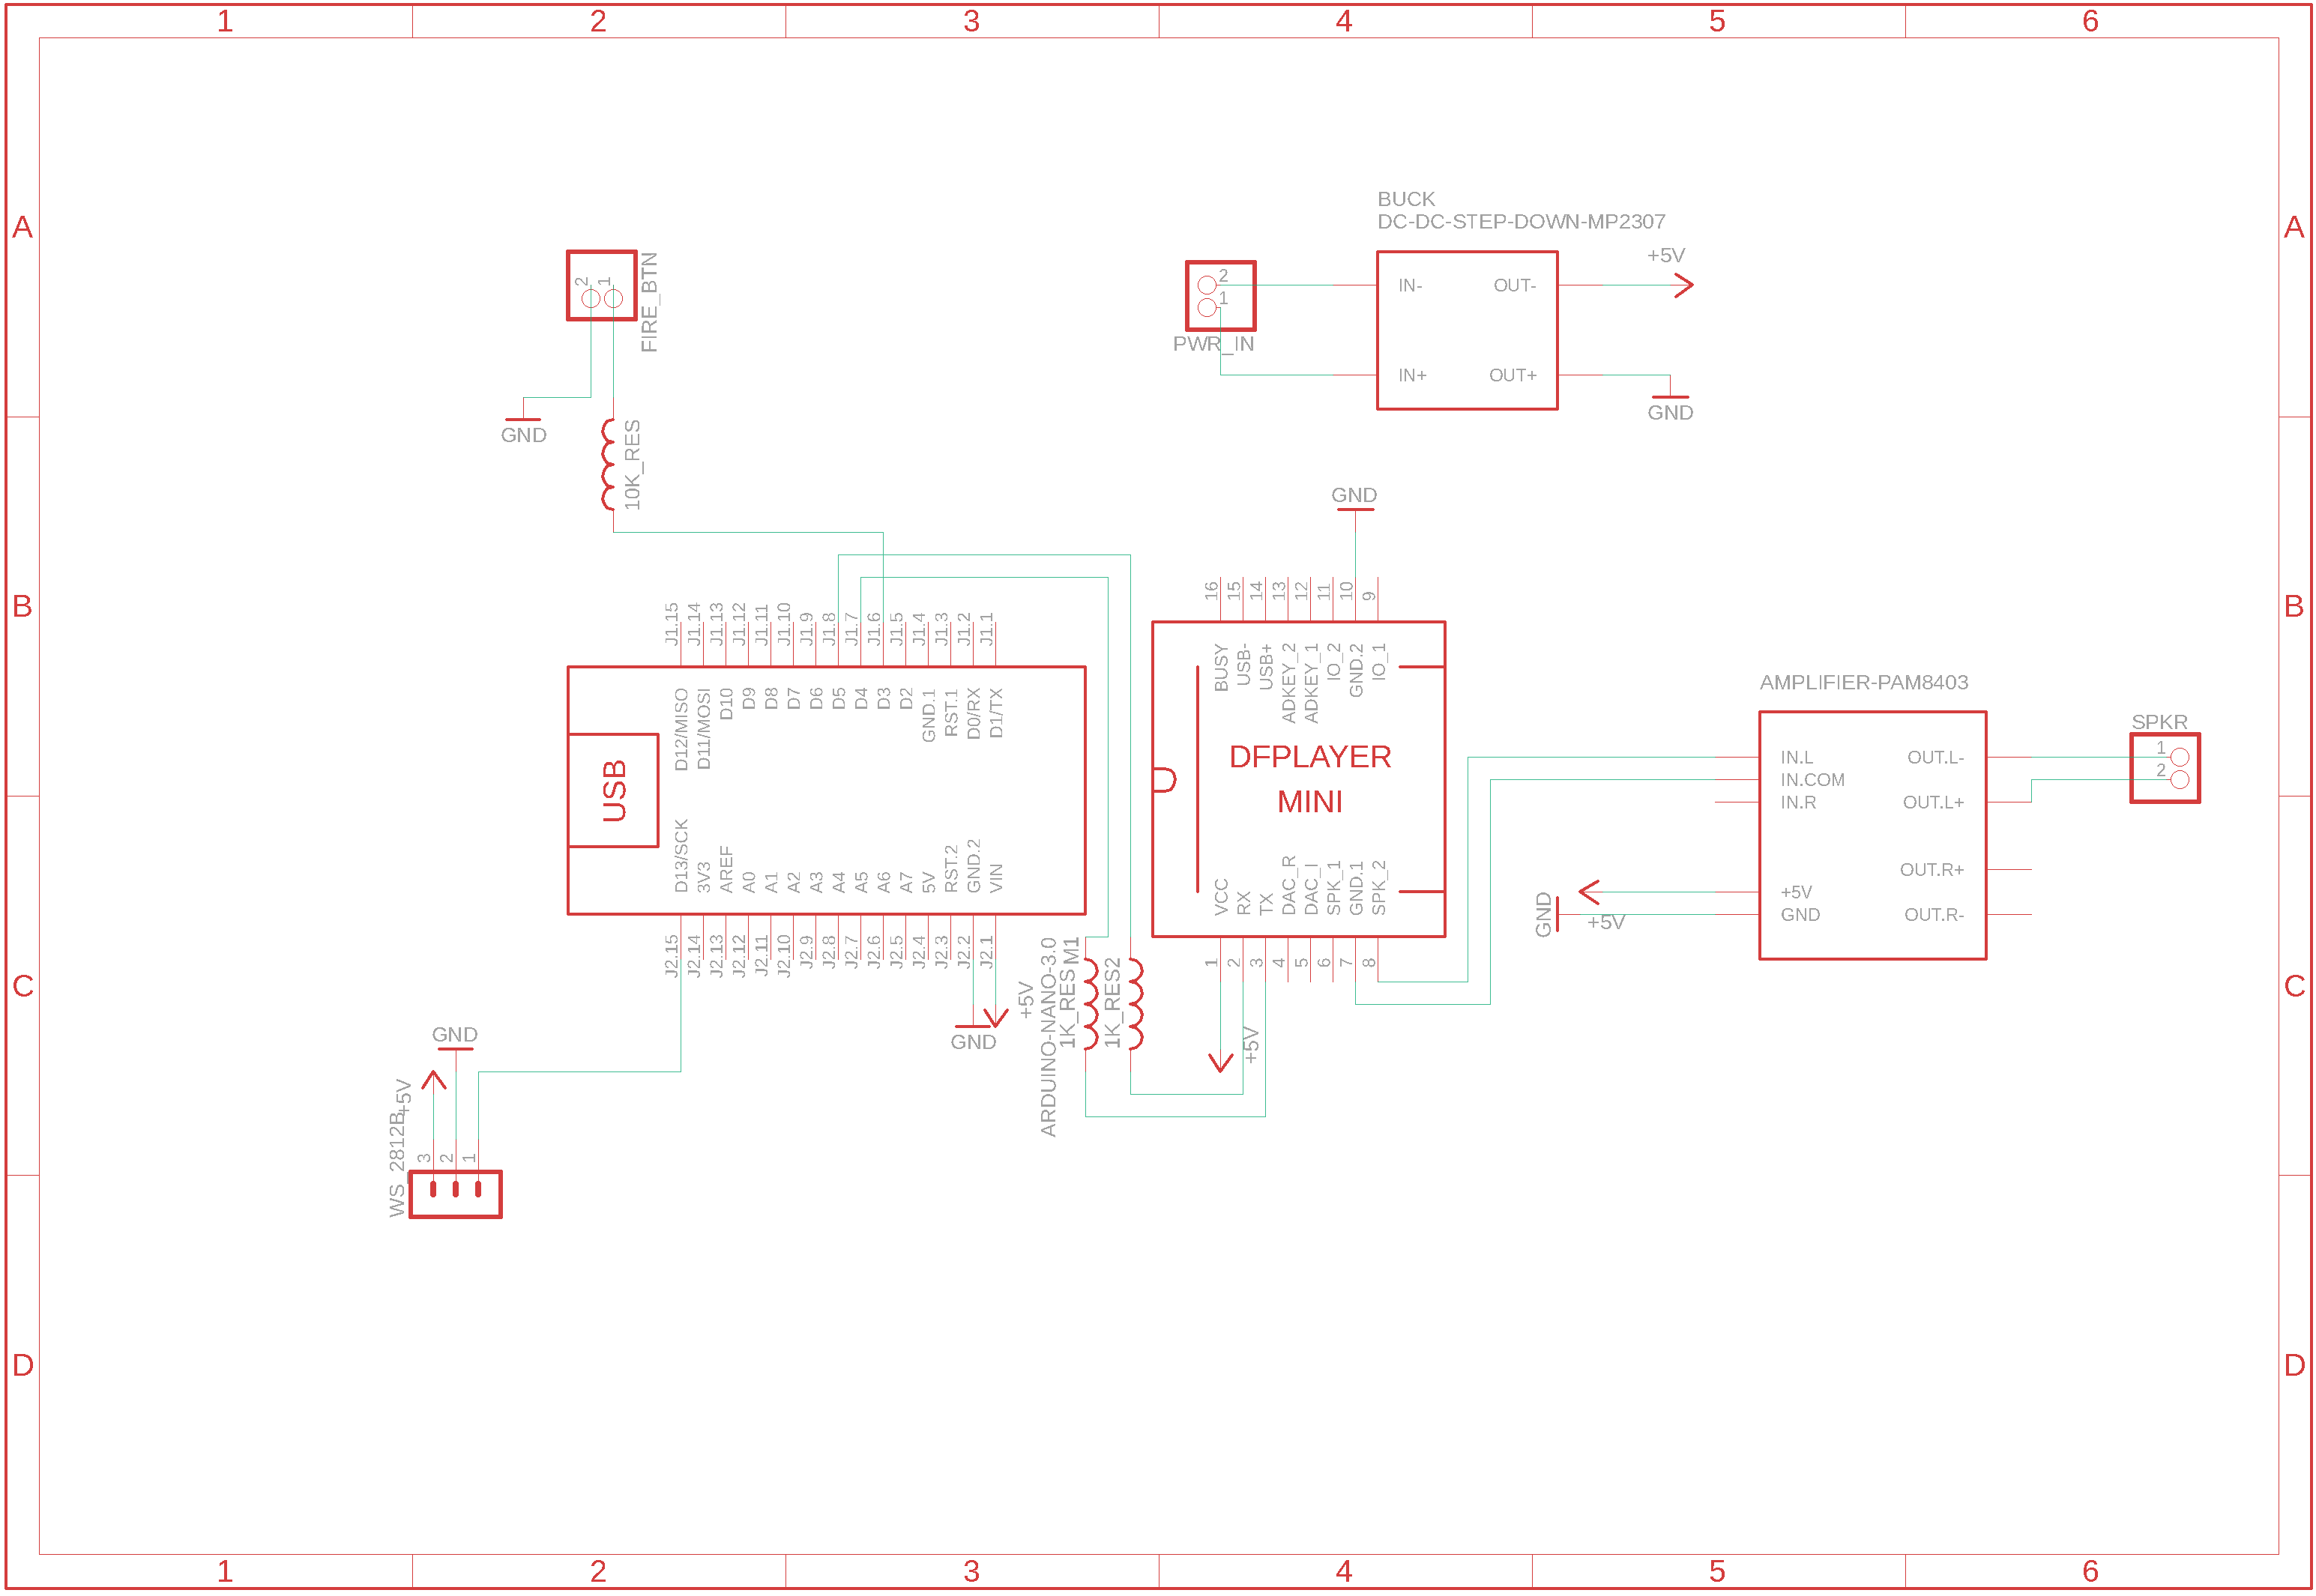 1 2 3 4 5 6
A A
BUCK
DC-DC-STEP-DOWN-MP2307
2 1
FIRE_BTN
GND
10K_RES
2
1
PWR_IN
IN- OUT-
IN+ OUT+
+5V
GND
B B
GND
J1.15 J1.14 J1.13 J1.12 J1.11 J1.10 J1.9 J1.8 J1.7 J1.6 J1.5 J1.4 J1.3 J1.2 J1.1
D12/MISO D11/MOSI D10 D9 D8 D7 D6 D5 D4 D3 D2 GND.1 RST.1 D0/RX D1/TX
USB
D13/SCK 3V3 AREF A0 A1 A2 A3 A4 A5 A6 A7 5V RST.2 GND.2 VIN
J2.15 J2.14 J2.13 J2.12 J2.11 J2.10 J2.9 J2.8 J2.7 J2.6 J2.5 J2.4 J2.3 J2.2 J2.1
GND
+5V
ARDUINO-NANO-3.0
M1
1K_RES
1K_RES2
16 15 14 13 12 11 10 9
BUSY USB- USB+ ADKEY_2 ADKEY_1 IO_2 GND.2 IO_1
DFPLAYER
MINI
VCC RX TX DAC_R DAC_I SPK_1 GND.1 SPK_2
1 2 3 4 5 6 7 8
+5V
AMPLIFIER-PAM8403
IN.L OUT.L-
IN.COM
IN.R OUT.L+
OUT.R+
+5V
GND OUT.R-
GND
+5V
SPKR
1
2
C C
GND
+5V
WS_2812B
3 2 1
D D
1 2 3 4 5 6